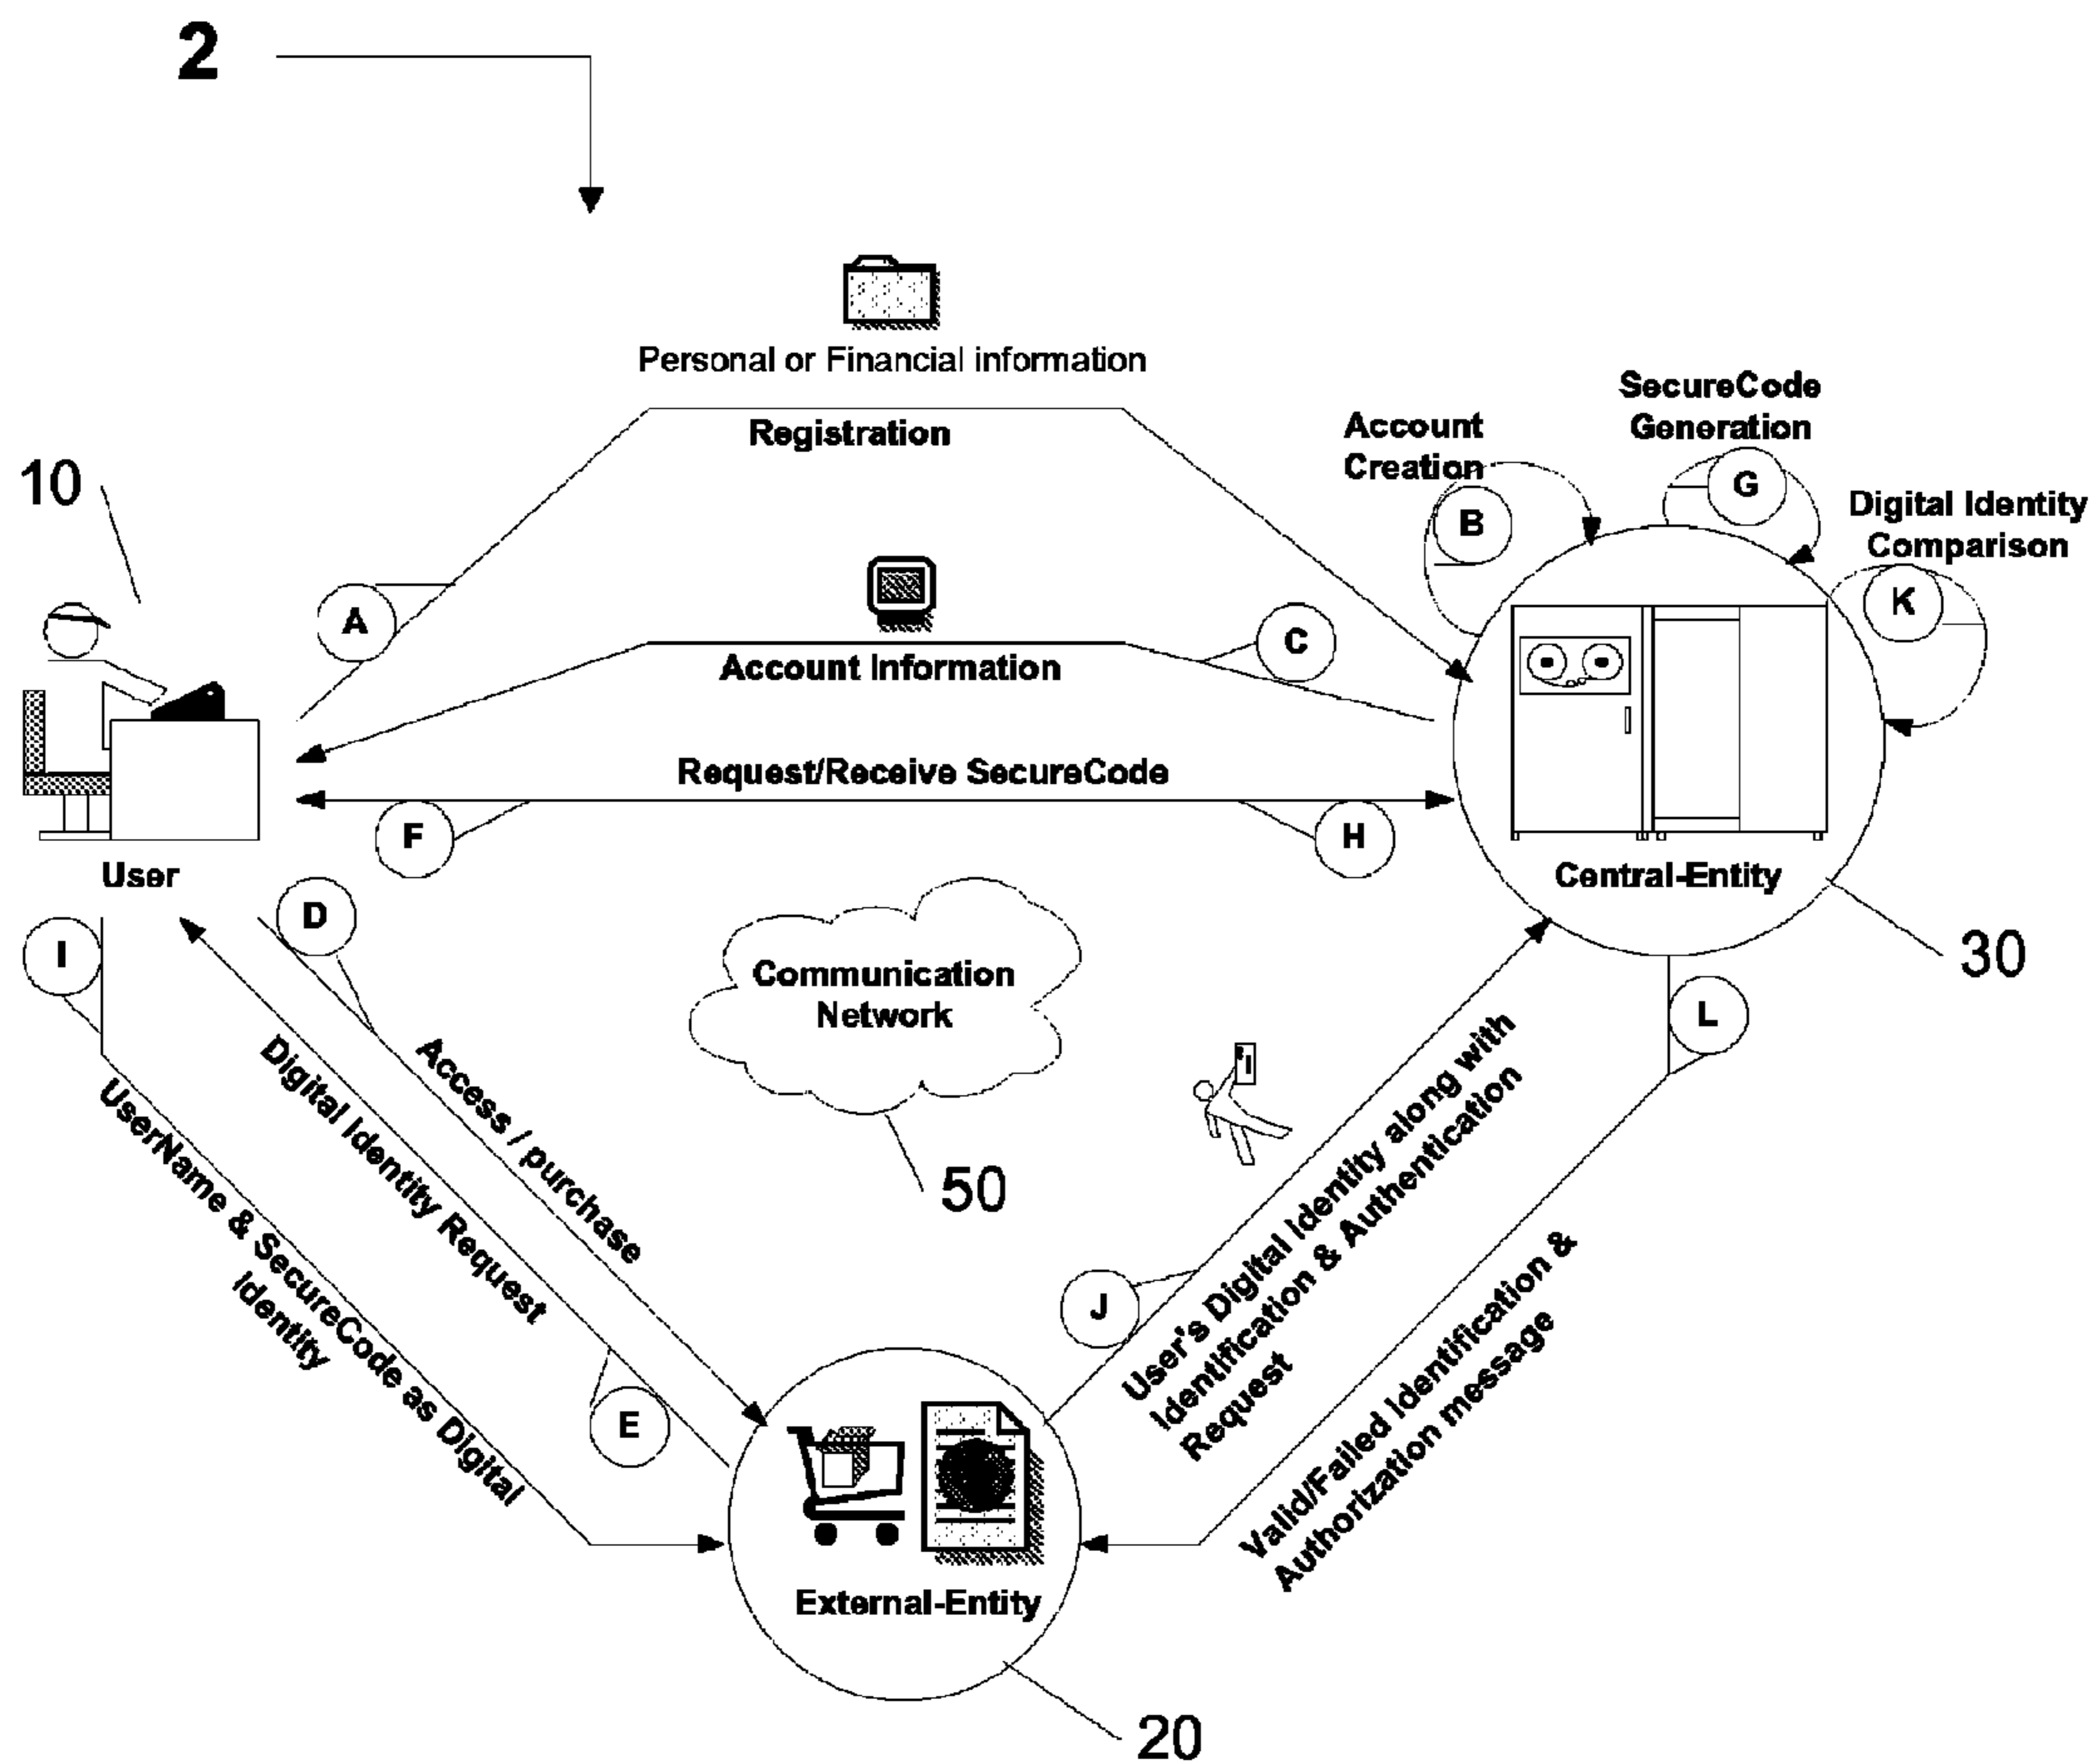 2
Personal or Financial information
Registration
SecureCode
Generation
Account
Creation
G
B
Digital Identity
Comparison
K
10
A
Account Information
C
Request/Receive SecureCode
F
H
User
Central-Entity
30
D
I
Communication
Network
50
L
Access / purchase
Digital Identity Request
UserName & SecureCode as Digital
Identity
E
J
User's Digital Identity along with
Identification & Authentication
Request
Valid/Failed Identification &
Authorization message
External-Entity
20